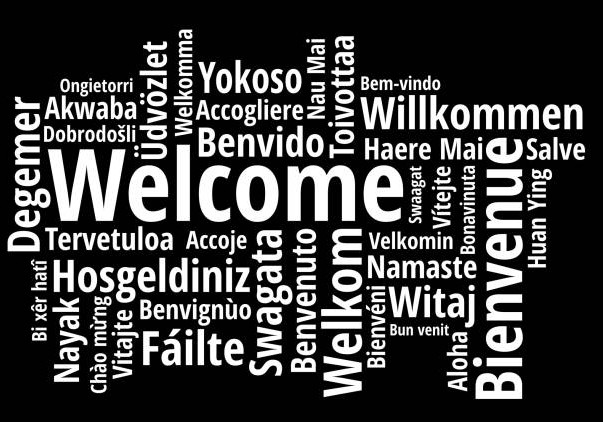 Ongietorri
Akwaba
Dobrodošli
Degemer
Üdvözlet
Welkomma
Yokoso
Accogliere
Benvido
Nau Mai
Toivottaa
Bem-vindo
Willkommen
Haere Mai
Salve
Welcome
Swaagat
Vítejte
Bonavinuta
Bienvenue
Huan Ying
Tervetuloa
Accoje
Velkomin
Namaste
Witaj
Bun venit
Bi xêr hatî
Hosgeldiniz
Nayak
Chào mừng
Vitajte
Benvignùo
Fáilte
Swagata
Benvenuto
Welkom
Bienvéni
Aloha